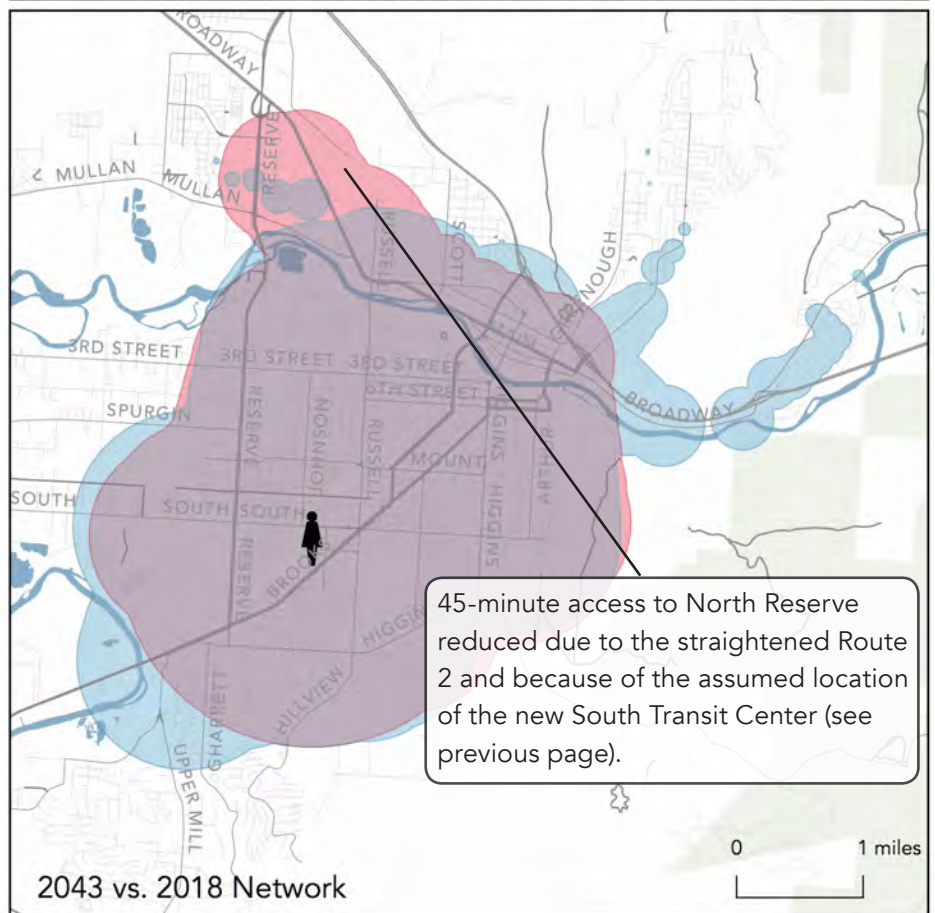 BROADWAY
RESERVE
MULLAN
MULLAN
RUSSELL
SCOTT
GREENOUGH
MAIN
3RD STREET
3RD STREET
3RD STREE
6TH STREET
BROADWAY
SPURGIN
RESERVE
JOHNSON
RUSSELL
HIGGINS
HIGGINS
ARTHUR
MOUNT
SOUTH
SOUTH
SOUTH
RESERVE
BROOKS
HIGGIN
HILLVIEW
GHARRETT
UPPER MILL
45-minute access to North Reserve
reduced due to the straightened Route
2 and because of the assumed location
of the new South Transit Center (see
previous page).
0
1 miles
2043 vs. 2018 Network